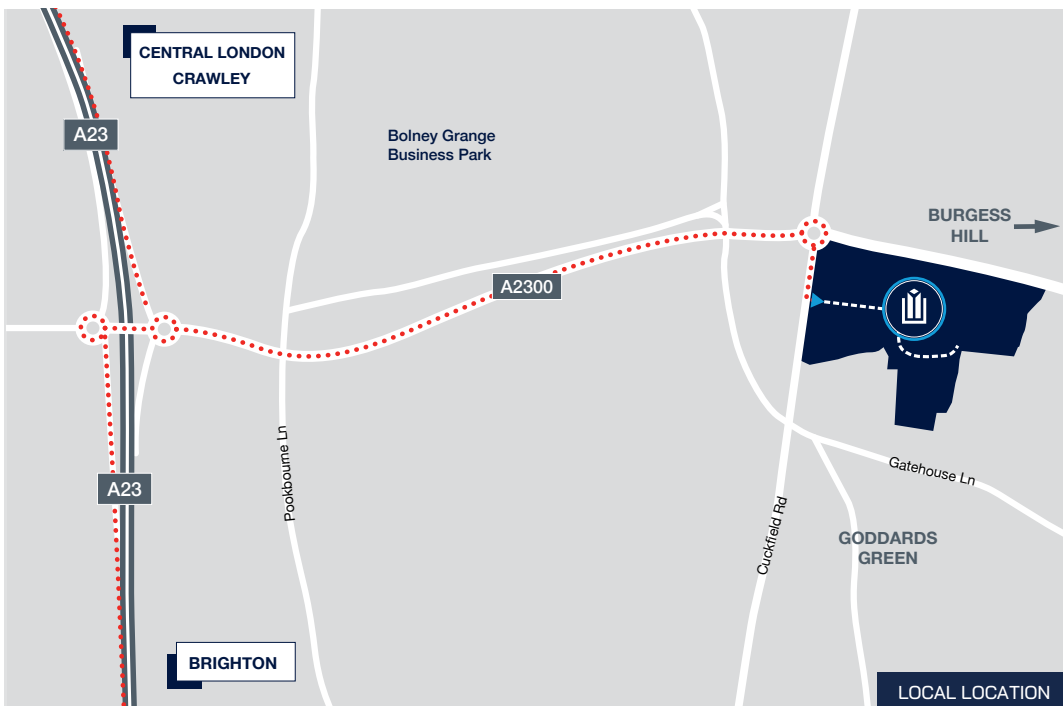 CENTRAL LONDON
CRAWLEY
A23
Bolney Grange
Business Park
BURGESS
HILL
A2300
Pookbourne Ln
A23
Gatehouse Ln
Cuckfield Rd
GODDARDS
GREEN
BRIGHTON
LOCAL LOCATION